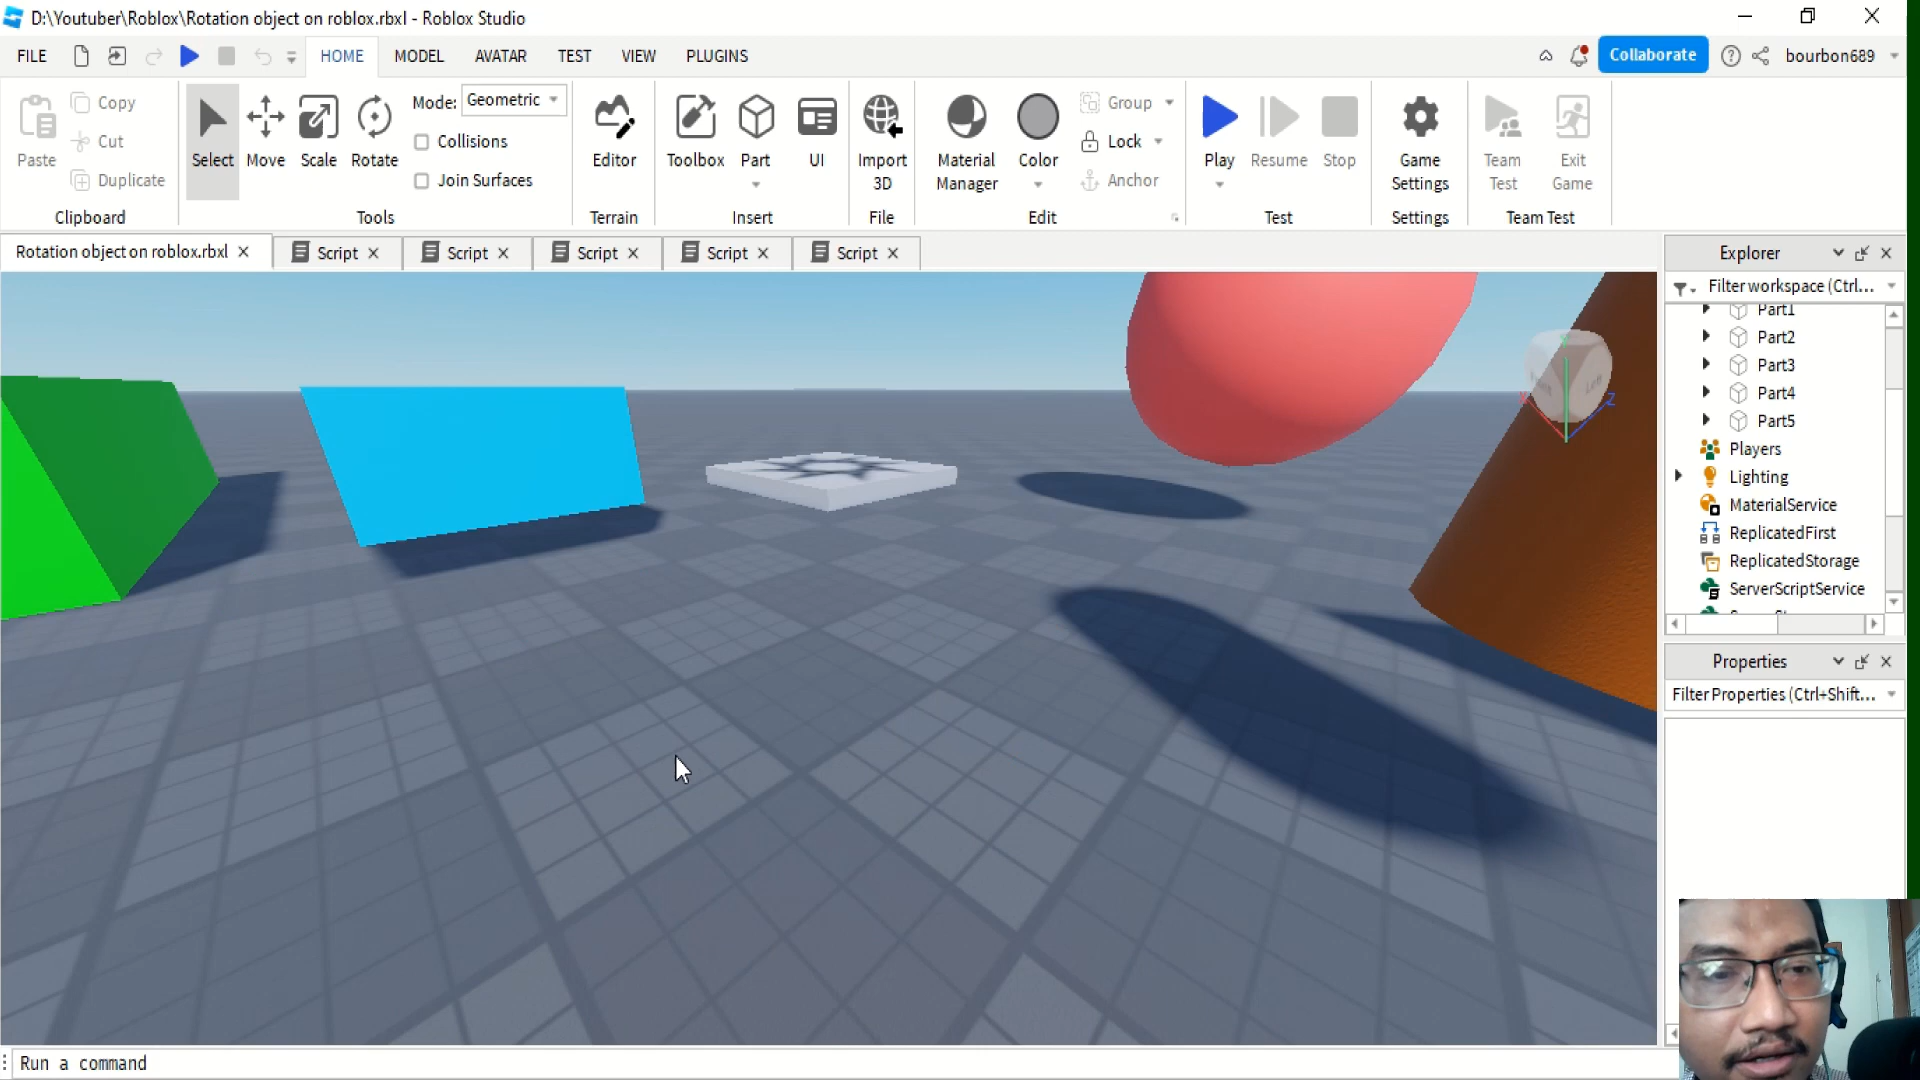 D:\Youtuber\Roblox\Rotation object on roblox.rbxl - Roblox Studio
FILE HOME MODEL AVATAR TEST VIEW PLUGINS Collaborate bourbon689
Paste Copy Cut Duplicate
Clipboard
Select Move Scale Rotate
Mode: Geometric
Collisions
Join Surfaces
Tools
Editor
Terrain
Toolbox Part UI
Insert
Import 3D
File
Material Manager Color
Group
Lock
Anchor
Edit
Play Resume Stop
Test
Game Settings
Settings
Team Test Exit Game
Team Test
Rotation object on roblox.rbxl Script Script Script Script Script
Explorer
Filter workspace (Ctrl...
Part1
Part2
Part3
Part4
Part5
Players
Lighting
MaterialService
ReplicatedFirst
ReplicatedStorage
ServerScriptService
Properties
Filter Properties (Ctrl+Shift...
Z
Run a command